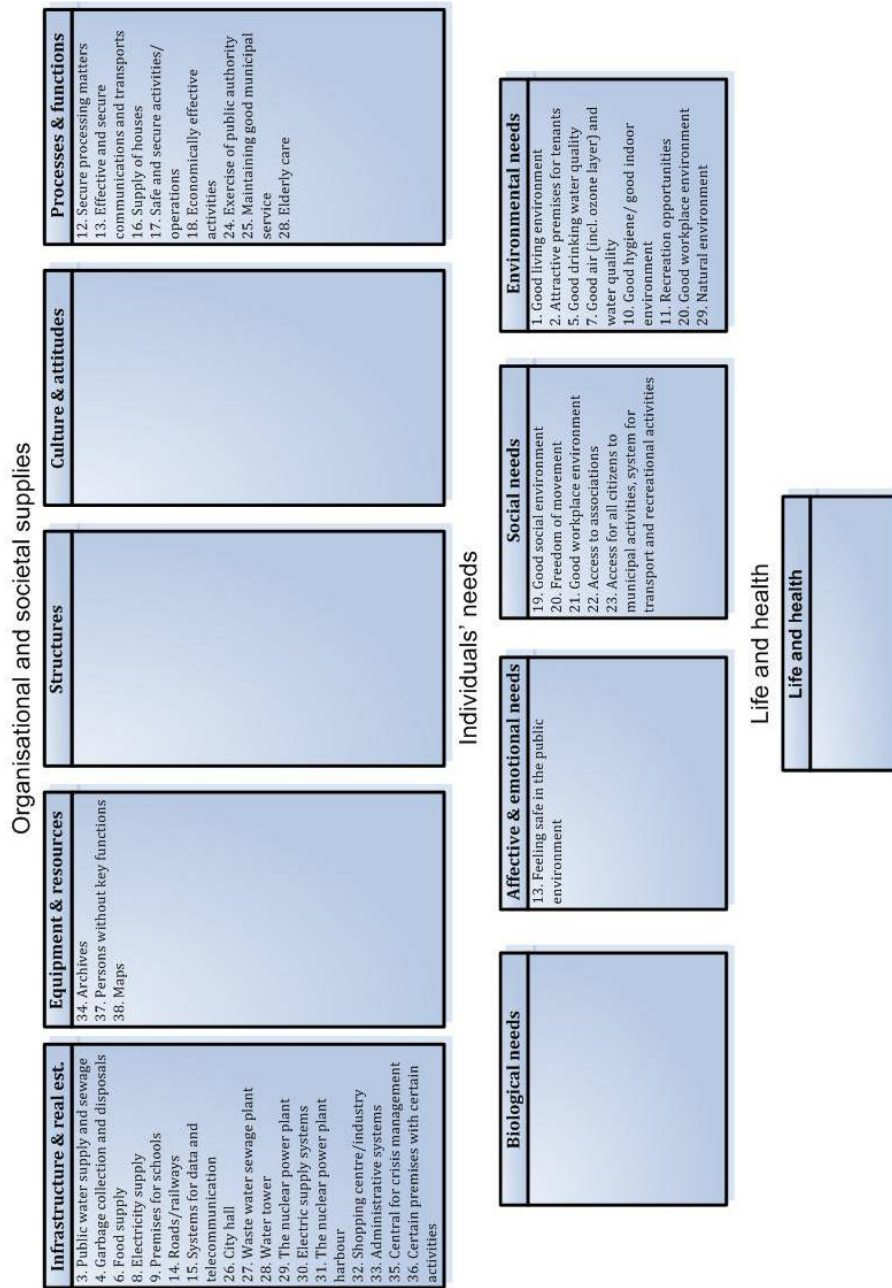 Organisational and societal supplies
Infrastructure & real est.
3. Public water supply and sewage
4. Garbage collection and disposals
6. Food supply
8. Electricity supply
9. Premises for schools
14. Roads/railways
15. Systems for data and
telecommunication
26. City hall
27. Waste water sewage plant
28. Water tower
29. The nuclear power plant
30. Electric supply systems
31. The nuclear power plant
harbour
32. Shopping centre/industry
33. Administrative systems
35. Central for crisis management
36. Certain premises with certain
activities
Equipment & resources
34. Archives
37. Persons without key functions
38. Maps
Structures
Culture & attitudes
Processes & functions
12. Secure processing matters
13. Effective and secure
communications and transports
16. Supply of houses
17. Safe and secure activities/
operations
18. Economically effective
activities
24. Exercise of public authority
25. Maintaining good municipal
service
28. Elderly care
Individuals' needs
Biological needs
Affective & emotional needs
13. Feeling safe in the public
environment
Social needs
19. Good social environment
20. Freedom of movement
21. Good workplace environment
22. Access to associations
23. Access for all citizens to
municipal activities, system for
transport and recreational activities
Environmental needs
1. Good living environment
2. Attractive premises for tenants
5. Good drinking water quality
7. Good air (incl. ozone layer) and
water quality
10. Good hygiene/ good indoor
environment
11. Recreation opportunities
20. Good workplace environment
29. Natural environment
Life and health
Life and health